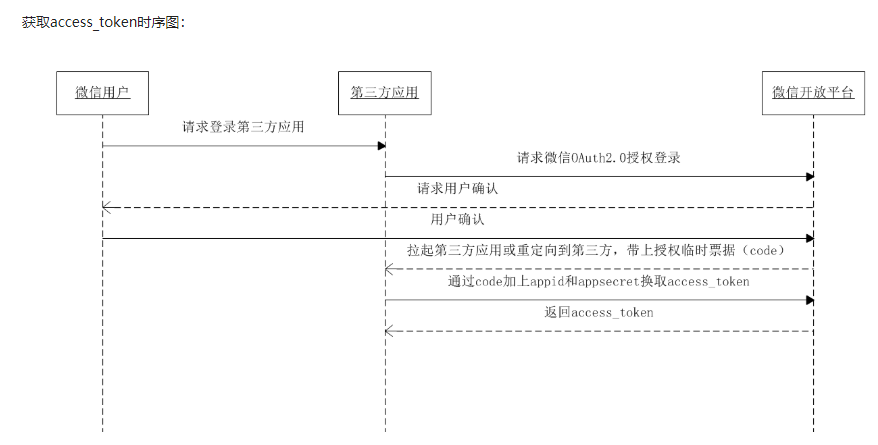 获取access_token时序图：
微信用户
第三方应用
微信开放平台
请求登录第三方应用
请求微信OAuth2.0授权登录
请求用户确认
用户确认
拉起第三方应用或重定向到第三方，带上授权临时票据（code）
通过code加上appid和appsecret换取access_token
返回access_token